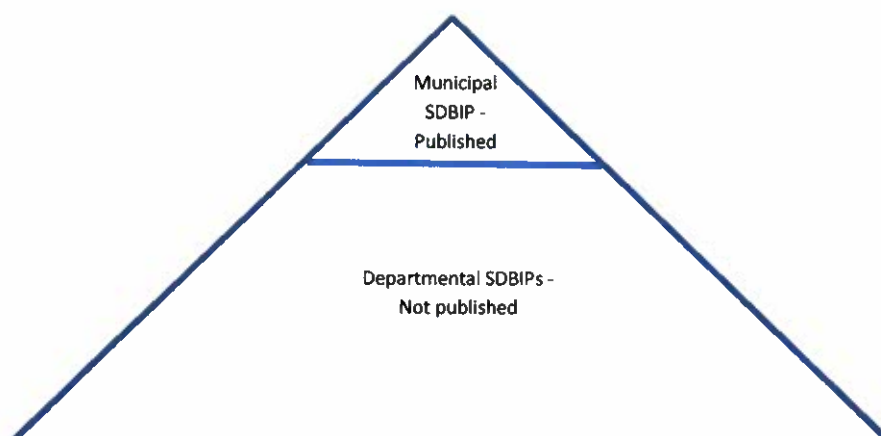 Municipal
SDBIP -
Published
Departmental SDBIPs -
Not published